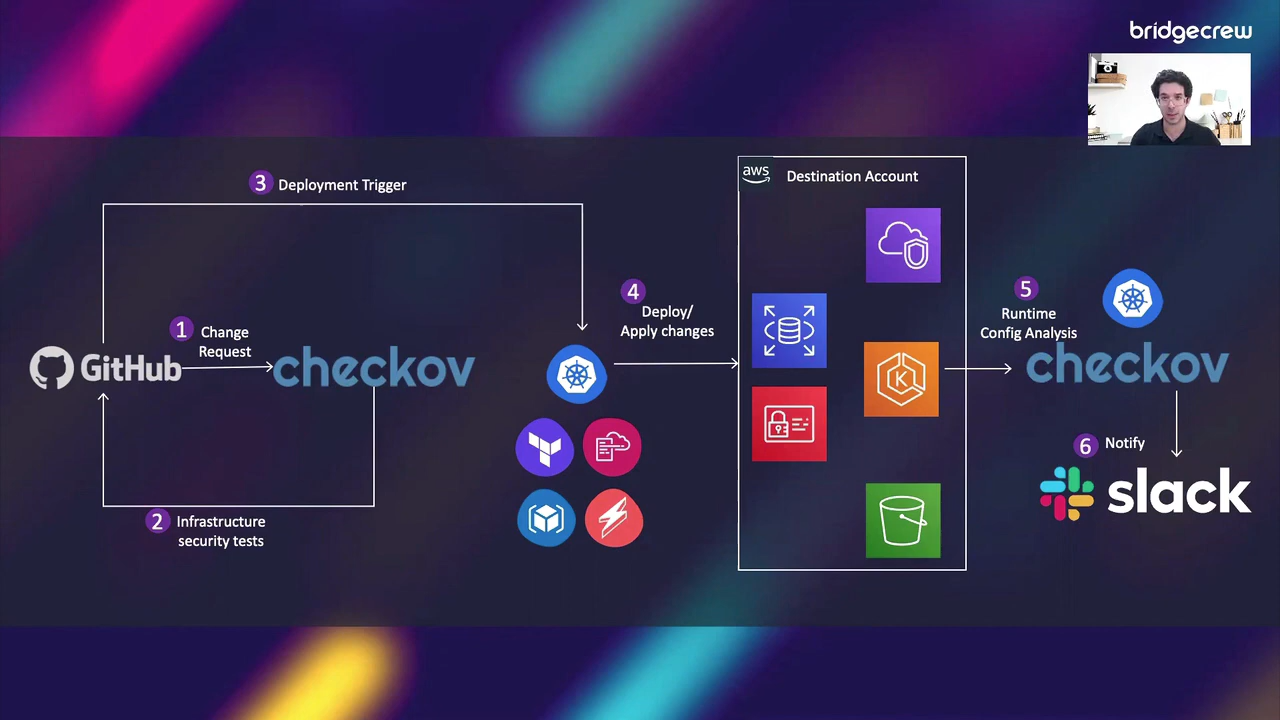 bridgecrew
3 Deployment Trigger
aws
Destination Account
4
Deploy/
Apply changes
5
Runtime
Config Analysis
1 Change
Request
GitHub
checkov
K
checkov
6 Notify
slack
2 Infrastructure
security tests